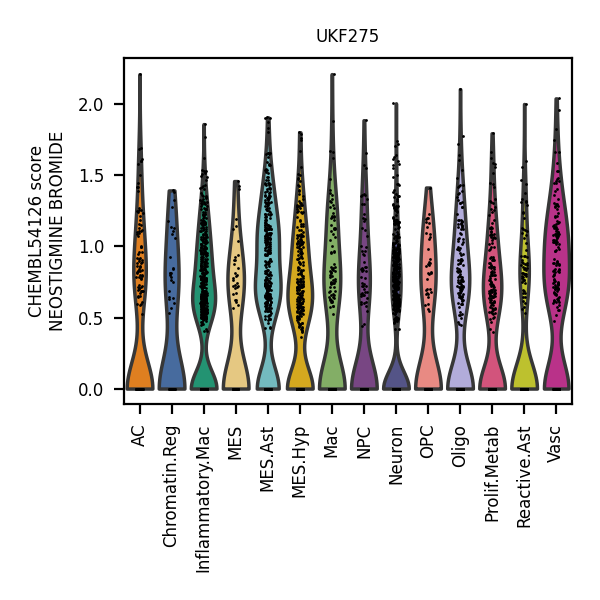 UKF275
CHEMBL54126 score
NEOSTIGMINE BROMIDE
2.0
1.5
1.0
0.5
0.0
AC
Chromatin.Reg
Inflammatory.Mac
MES
MES.Ast
MES.Hyp
Mac
NPC
Neuron
OPC
Oligo
Prolif.Metab
Reactive.Ast
Vasc